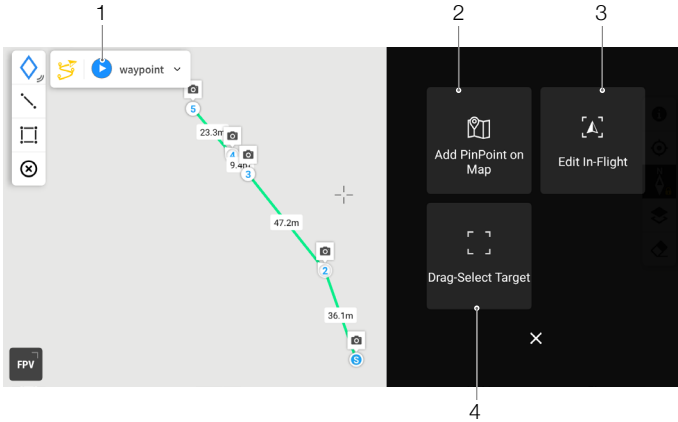 1
2
3
waypoint
5
23.3m
4
9.4m
3
47.2m
2
36.1m
S
FPV
Add PinPoint on
Map
Edit In-Flight
Drag-Select Target
4